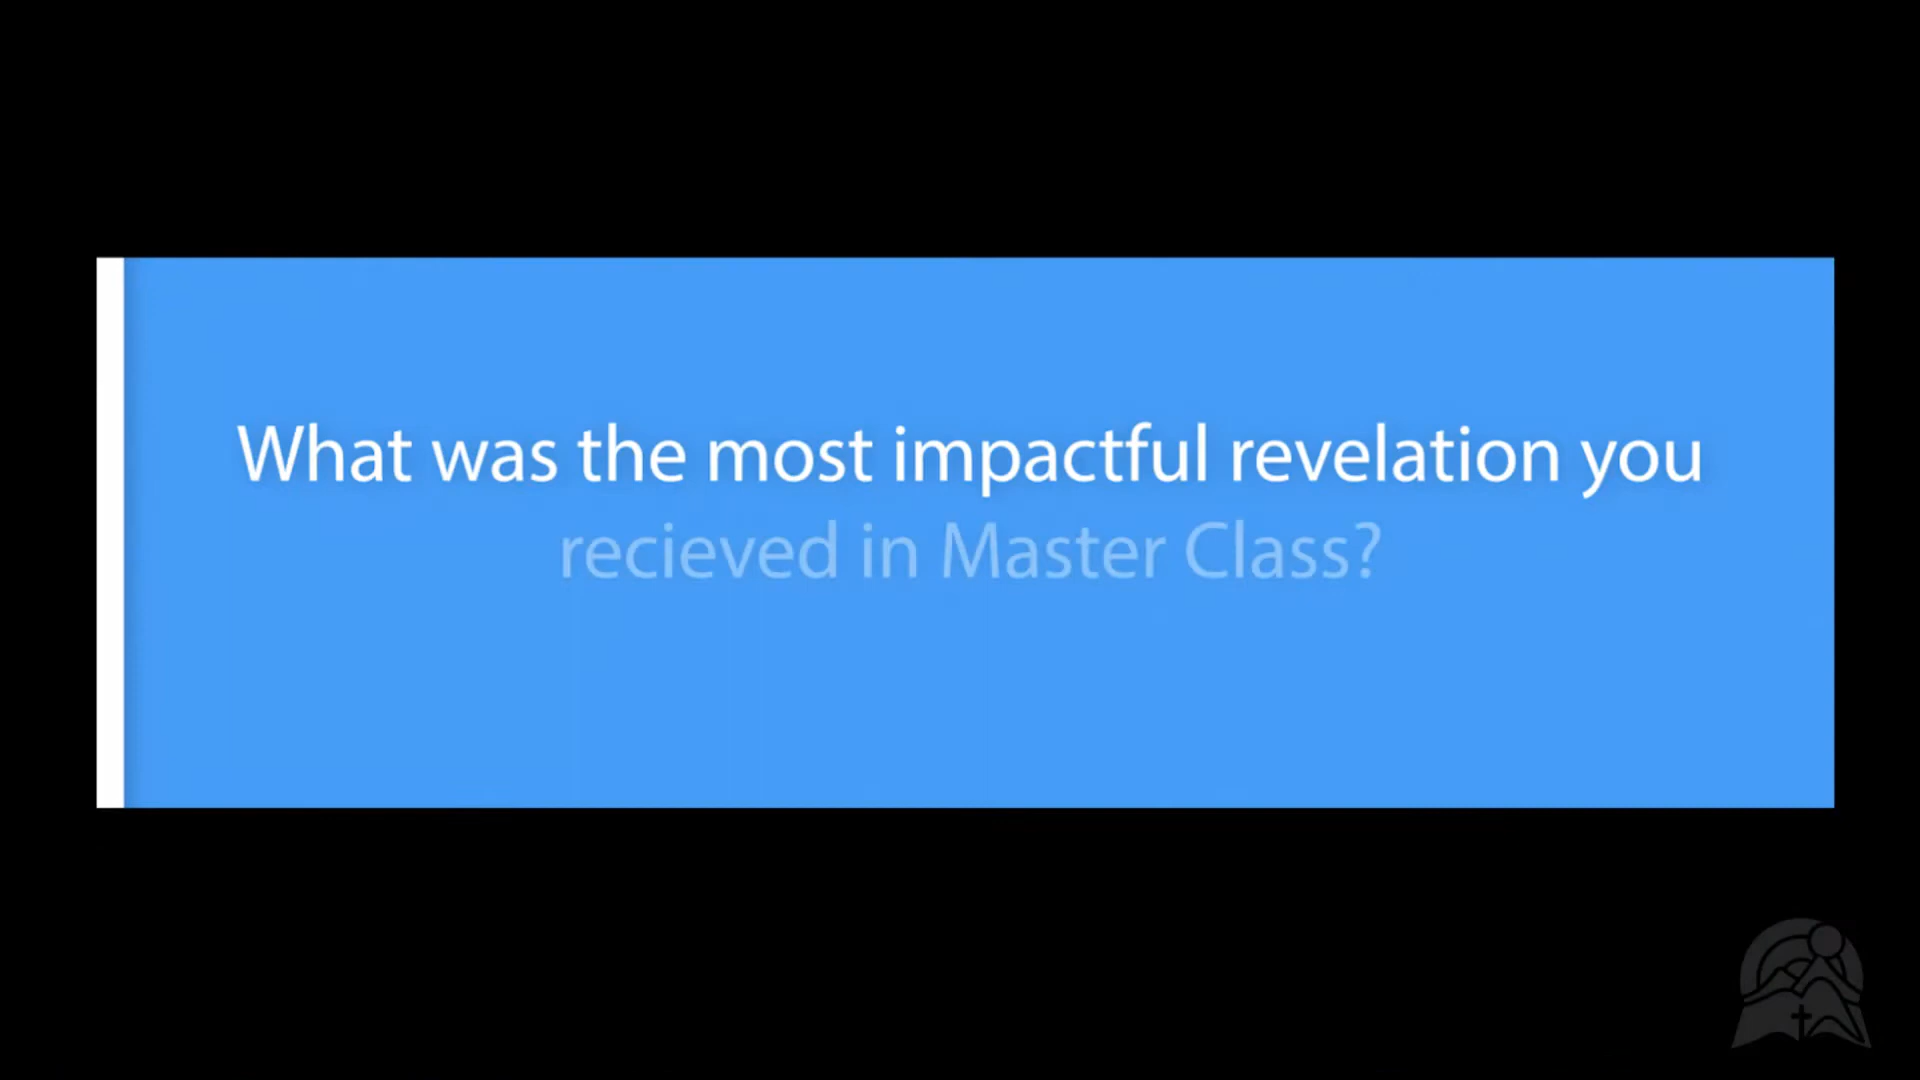 What was the most impactful revelation you
recieved in Master Class?